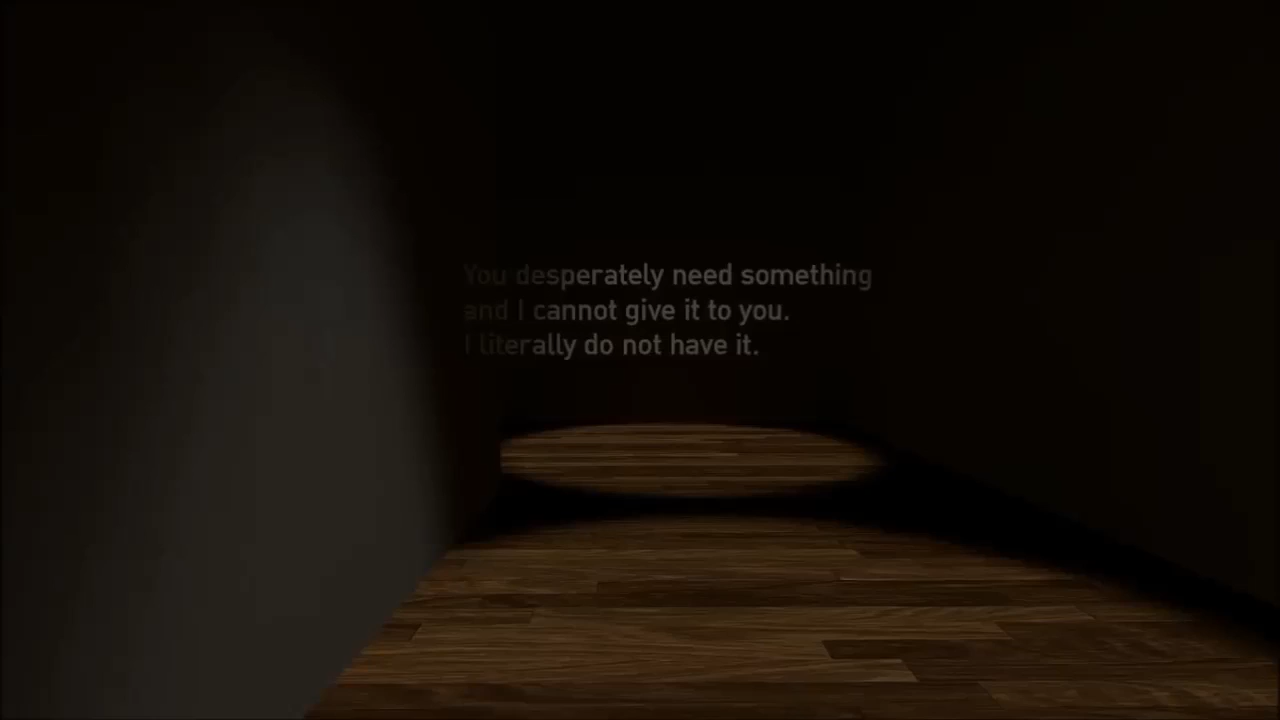 You desperately need something
and I cannot give it to you.
I literally do not have it.